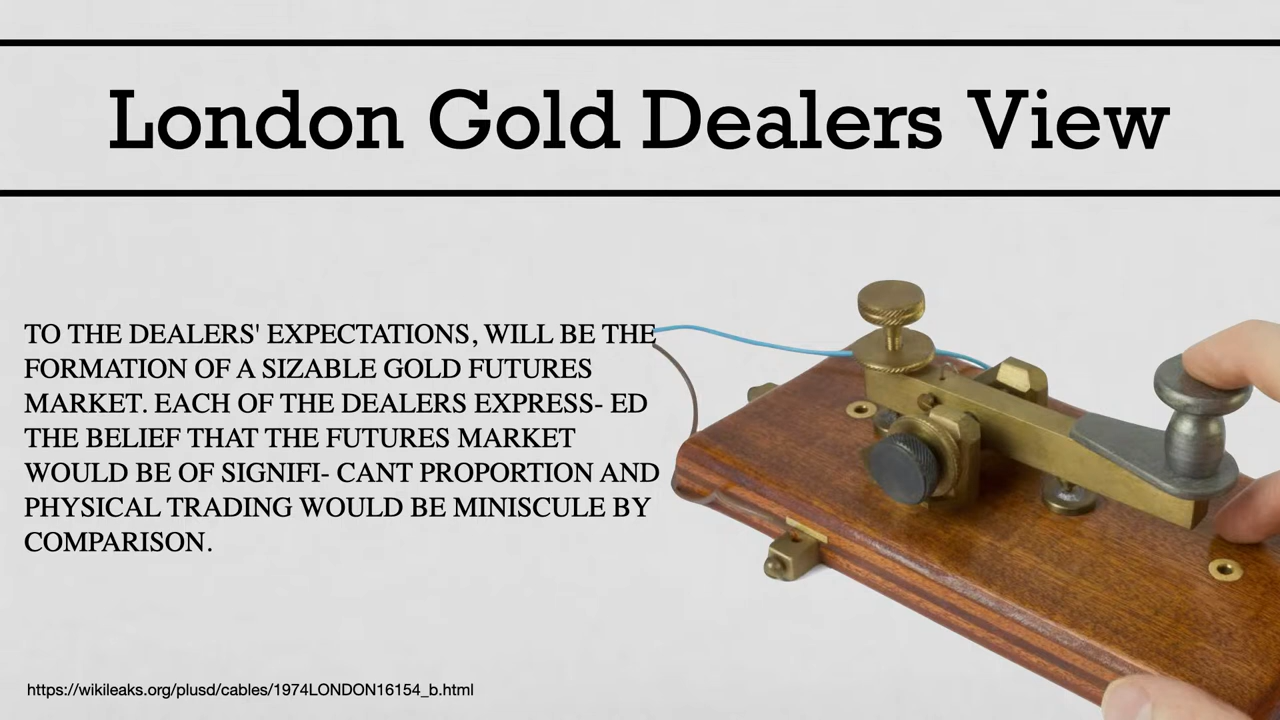 London Gold Dealers View
TO THE DEALERS' EXPECTATIONS, WILL BE THE
FORMATION OF A SIZABLE GOLD FUTURES
MARKET. EACH OF THE DEALERS EXPRESS- ED
THE BELIEF THAT THE FUTURES MARKET
WOULD BE OF SIGNIFI- CANT PROPORTION AND
PHYSICAL TRADING WOULD BE MINISCULE BY
COMPARISON.
https://wikileaks.org/plusd/cables/1974LONDON16154_b.html